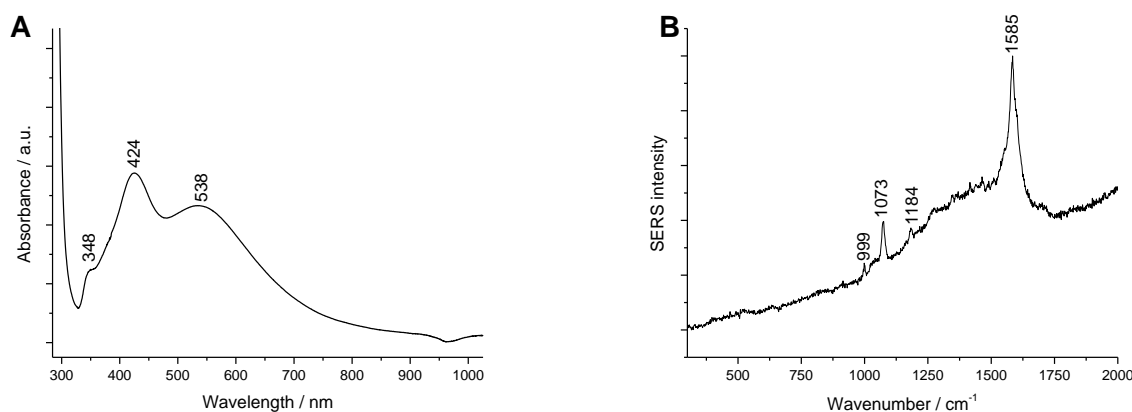 A
348
424
538
Absorbance / a.u.
300 400 500 600 700 800 900 1000
Wavelength / nm
B
999
1073
1184
1585
SERS intensity
500 750 1000 1250 1500 1750 2000
Wavenumber / cm⁻¹